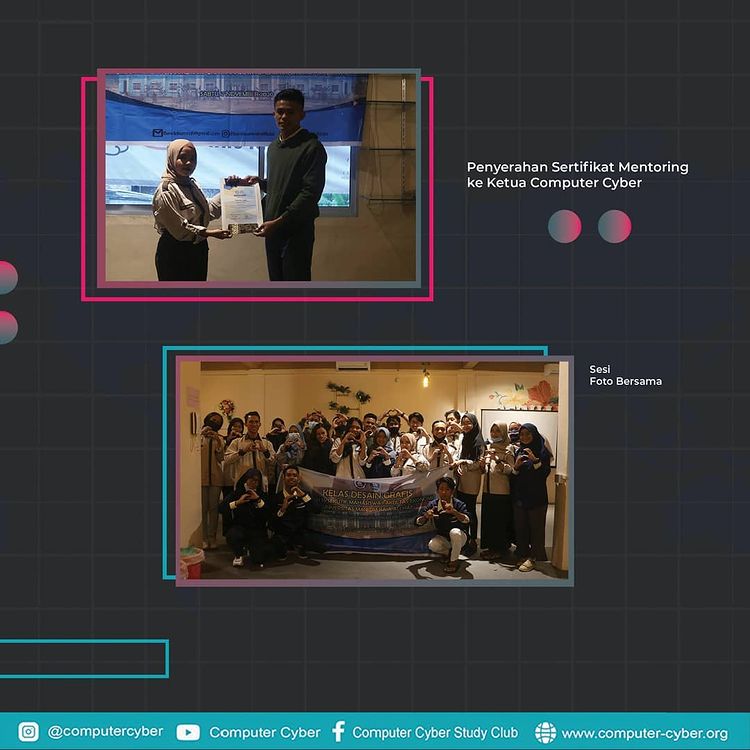 Penyerahan Sertifikat Mentoring
ke Ketua Computer Cyber
Sesi
Foto Bersama
KELAS DESAIN GRAFIS
@computercyber
Computer Cyber
Computer Cyber Study Club
www.computer-cyber.org